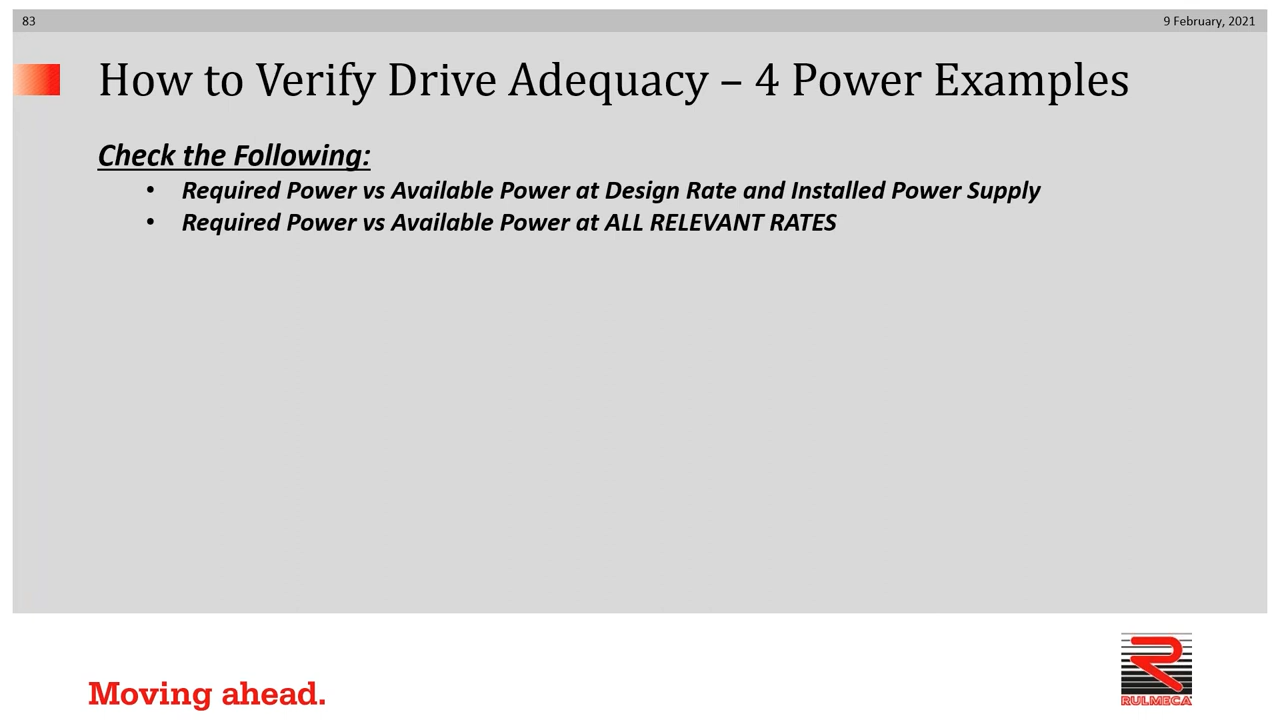 83
9 February, 2021
How to Verify Drive Adequacy – 4 Power Examples
Check the Following:
• Required Power vs Available Power at Design Rate and Installed Power Supply
• Required Power vs Available Power at ALL RELEVANT RATES
Moving ahead.
RULMECA